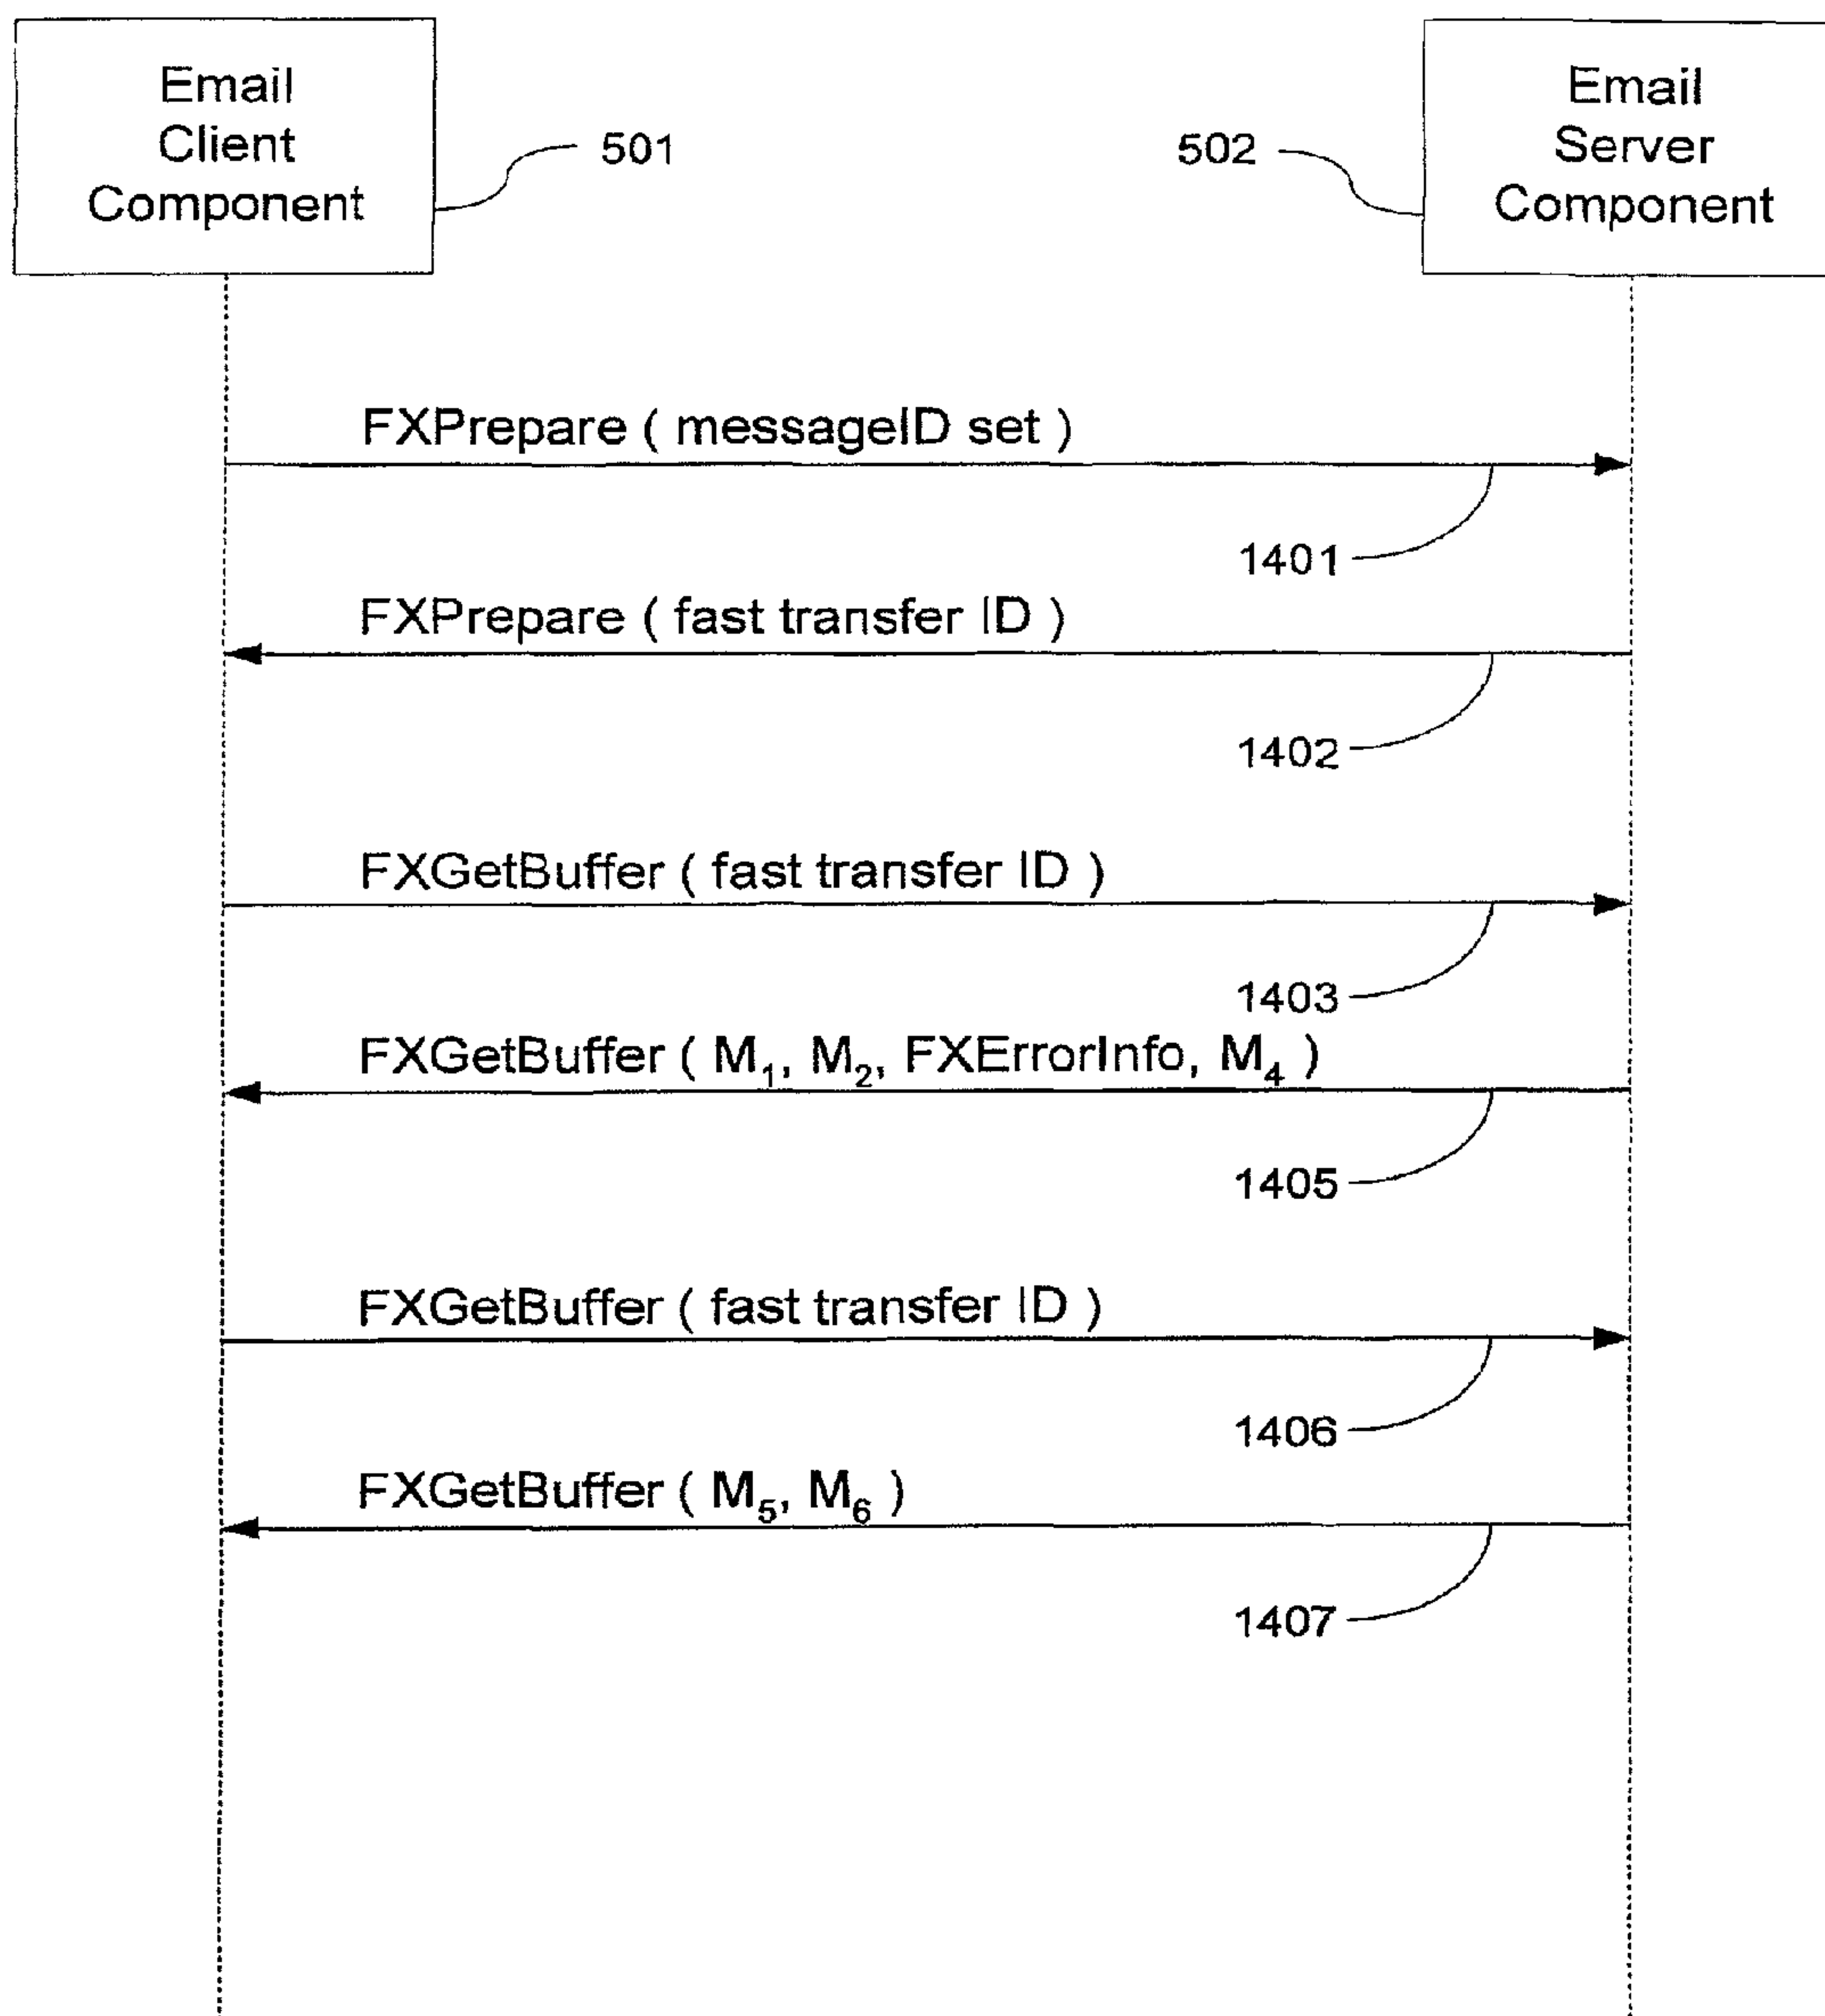 Email
Client
Component
501
502
Email
Server
Component
FXPrepare ( messageID set )
1401
FXPrepare ( fast transfer ID )
1402
FXGetBuffer ( fast transfer ID )
1403
FXGetBuffer ( M₁, M₂, FXErrorInfo, M₄ )
1405
FXGetBuffer ( fast transfer ID )
1406
FXGetBuffer ( M₅, M₆ )
1407